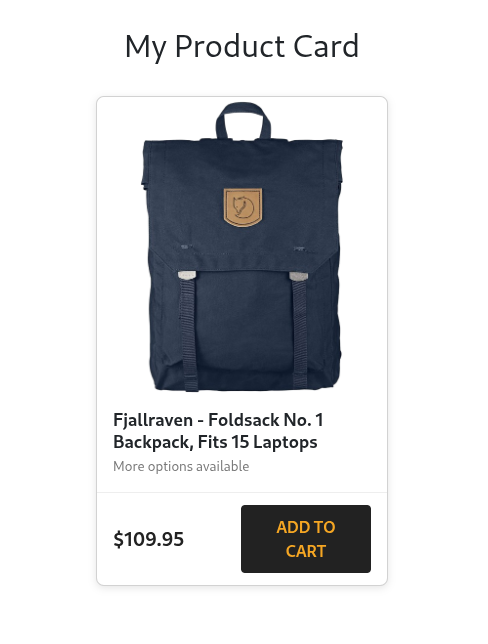 My Product Card
Fjallraven - Foldsack No. 1
Backpack, Fits 15 Laptops
More options available
$109.95
ADD TO
CART